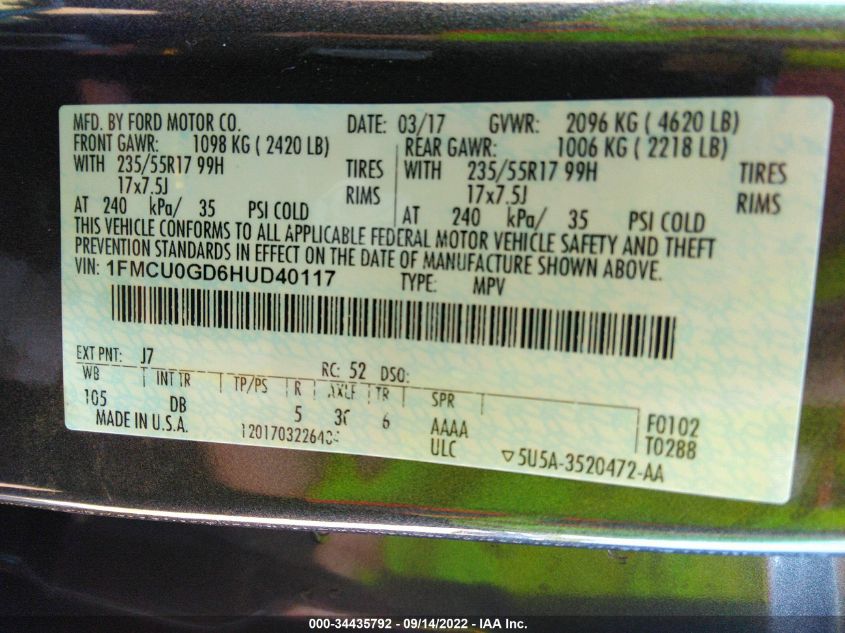 MFD. BY FORD MOTOR CO. DATE: 03/17 GVWR: 2096 KG ( 4620 LB)
FRONT GAWR: 1098 KG ( 2420 LB) REAR GAWR: 1006 KG ( 2218 LB)
WITH 235/55R17 99H TIRES WITH 235/55R17 99H TIRES
17x7.5J RIMS 17x7.5J RIMS
AT 240 kPa/ 35 PSI COLD AT 240 kPa/ 35 PSI COLD
THIS VEHICLE CONFORMS TO ALL APPLICABLE FEDERAL MOTOR VEHICLE SAFETY AND THEFT
PREVENTION STANDARDS IN EFFECT ON THE DATE OF MANUFACTURE SHOWN ABOVE.
VIN: 1FMCU0GD6HUD40117 TYPE: MPV
EXT PNT: J7 RC: 52 DSO:
WB INT TR TP/PS R AXLE TR SPR
105 DB 5 6 AAAA F0102
MADE IN U.S.A. ULC T0288
▽5U5A-3520472-AA
000-34435792 - 09/14/2022 - IAA Inc.